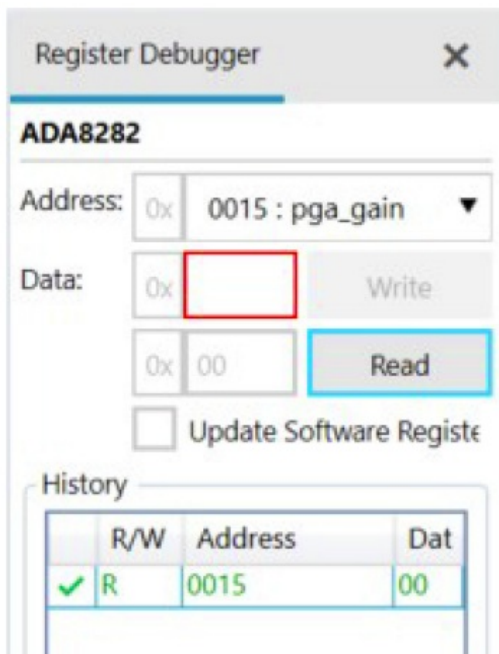 Register Debugger ×
ADA8282
Address: 0x 0015 : pga_gain ▼
Data: 0x Write
0x 00 Read
Update Software Registe
History
R/W Address Dat
✓ R 0015 00